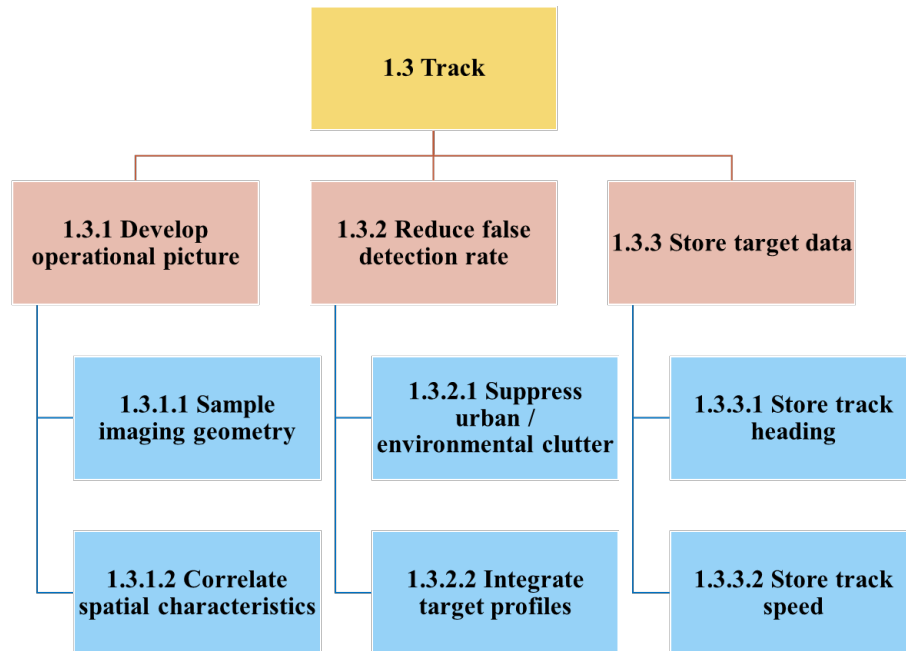 1.3 Track
1.3.1 Develop
operational picture
1.3.2 Reduce false
detection rate
1.3.3 Store target data
1.3.1.1 Sample
imaging geometry
1.3.2.1 Suppress
urban /
environmental clutter
1.3.3.1 Store track
heading
1.3.1.2 Correlate
spatial characteristics
1.3.2.2 Integrate
target profiles
1.3.3.2 Store track
speed